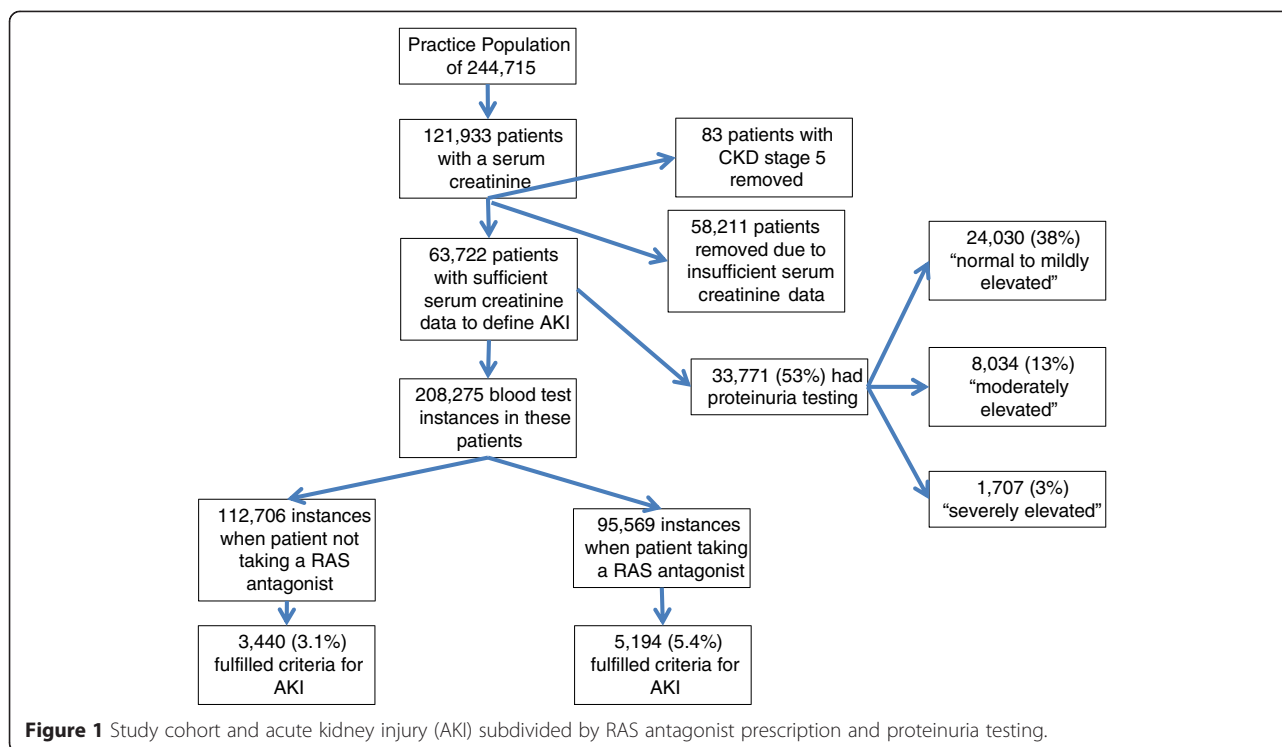 Practice Population
of 244,715
121,933 patients
with a serum
creatinine
83 patients with
CKD stage 5
removed
58,211 patients
removed due to
insufficient serum
creatinine data
63,722 patients
with sufficient
serum creatinine
data to define AKI
24,030 (38%)
“normal to mildly
elevated”
33,771 (53%) had
proteinuria testing
8,034 (13%)
“moderately
elevated”
1,707 (3%)
“severely elevated”
208,275 blood test
instances in these
patients
112,706 instances
when patient not
taking a RAS
antagonist
95,569 instances
when patient taking
a RAS antagonist
3,440 (3.1%)
fulfilled criteria for
AKI
5,194 (5.4%)
fulfilled criteria for
AKI
Figure 1 Study cohort and acute kidney injury (AKI) subdivided by RAS antagonist prescription and proteinuria testing.